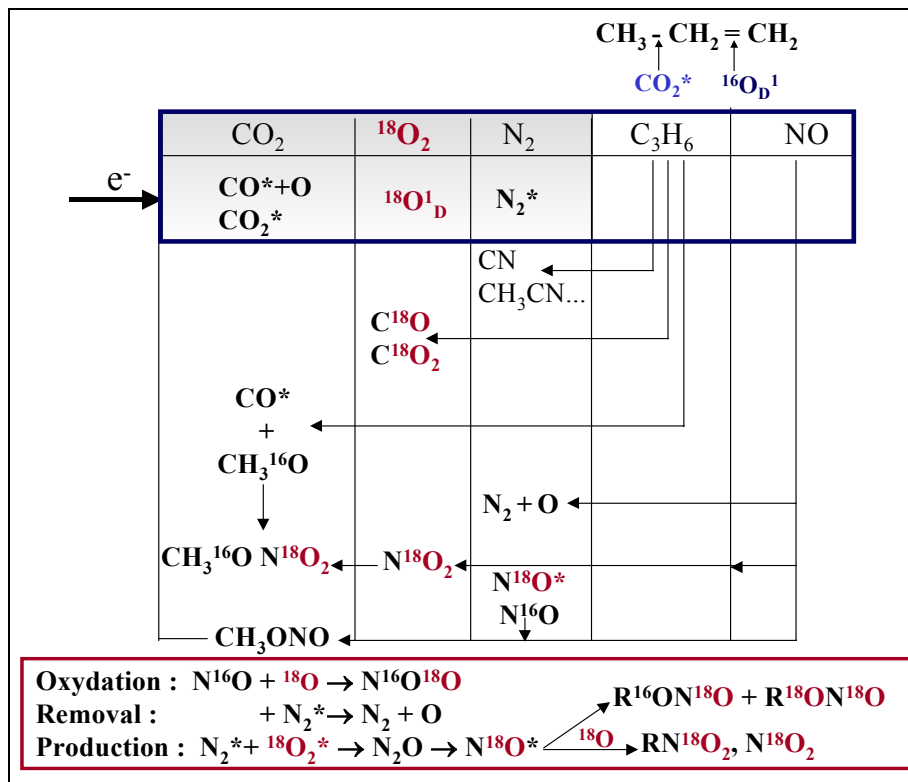 CH₃ - CH₂ = CH₂
CO₂* ¹⁶O_D¹
CO₂ ¹⁸O₂ N₂ C₃H₆ NO
e⁻
CO*+O
CO₂*
¹⁸O¹_D N₂*
CN
CH₃CN...
C¹⁸O
C¹⁸O₂
CO*
+
CH₃¹⁶O
N₂ + O
CH₃¹⁶O N¹⁸O₂ N¹⁸O₂
N¹⁸O*
N¹⁶O
CH₃ONO
Oxydation : N¹⁶O + ¹⁸O → N¹⁶O¹⁸O
Removal : + N₂* → N₂ + O
Production : N₂*+ ¹⁸O₂* → N₂O → N¹⁸O*
R¹⁶ON¹⁸O + R¹⁸ON¹⁸O
¹⁸O RN¹⁸O₂, N¹⁸O₂